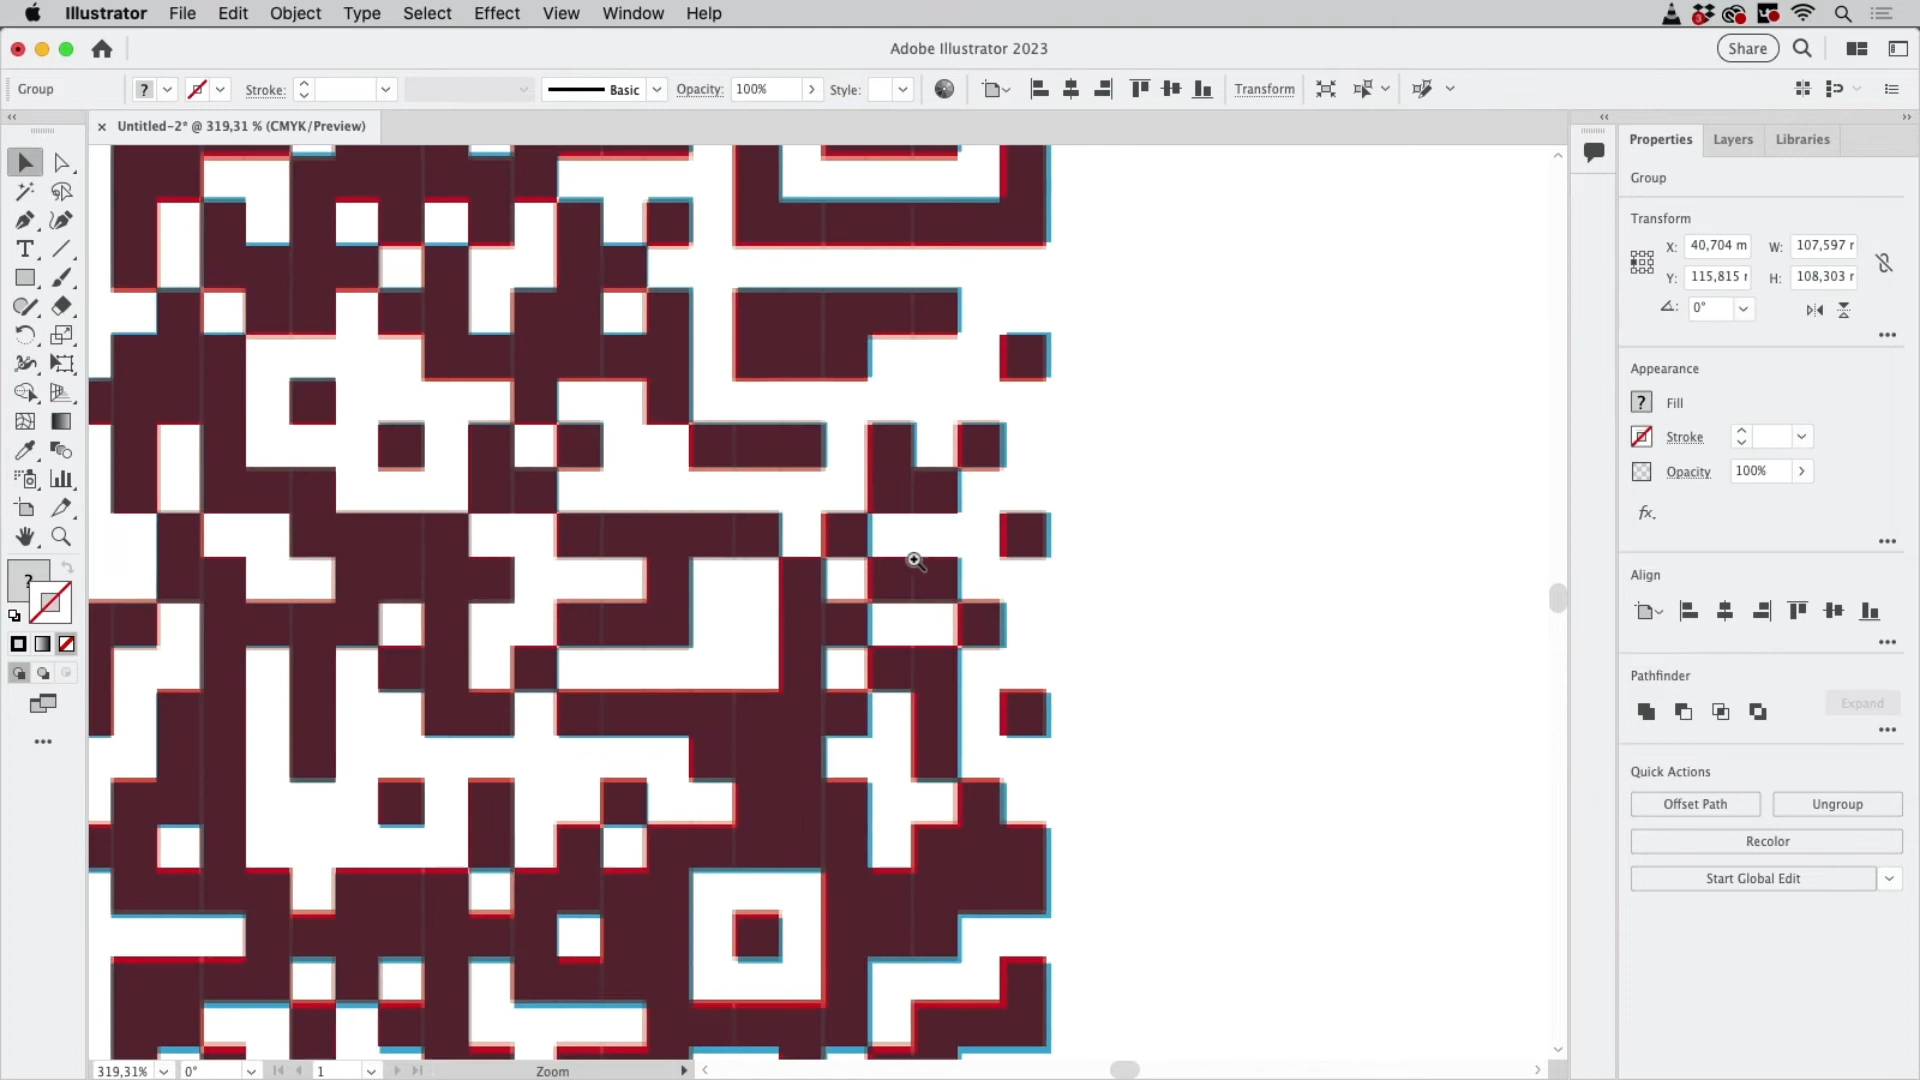 Illustrator File Edit Object Type Select Effect View Window Help
Adobe Illustrator 2023
Share
Group
?
Stroke:
Basic
Opacity:
100%
Style:
Transform
Untitled-2* @ 319,31 % (CMYK/Preview)
Properties
Layers
Libraries
Group
Transform
X:
40,704 m
W:
107,597 r
Y:
115,815 r
H:
108,303 r
0°
Appearance
?
Fill
Stroke
Opacity
100%
fx.
Align
Pathfinder
Expand
Quick Actions
Offset Path
Ungroup
Recolor
Start Global Edit
?
319,31%
0°
1
Zoom